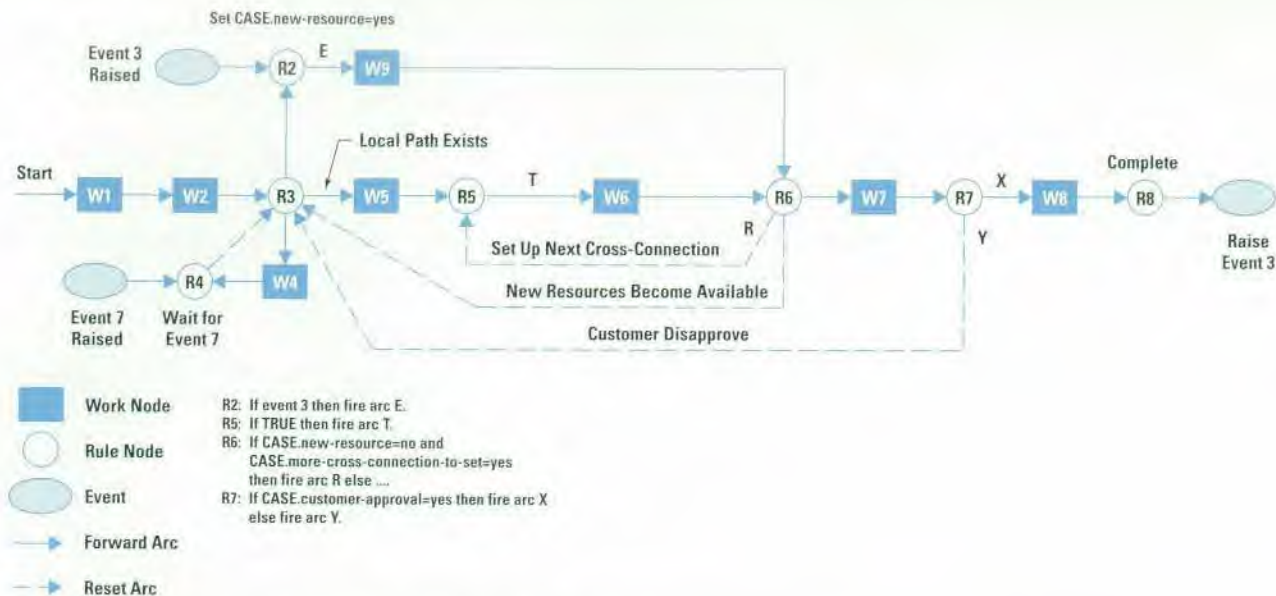 Set CASE.new-resource=yes
Event 3
Raised
R2
E
W9
Local Path Exists
Start
W1
W2
R3
W5
R5
T
W6
R6
W7
R7
X
W8
Complete
R8
Raise
Event 3
R
Y
Set Up Next Cross-Connection
New Resources Become Available
Customer Disapprove
Event 7
Raised
R4
Wait for
Event 7
W4
Work Node
Rule Node
Event
Forward Arc
Reset Arc
R2: If event 3 then fire arc E.
R5: If TRUE then fire arc T.
R6: If CASE.new-resource=no and
CASE.more-cross-connection-to-set=yes
then fire arc R else ....
R7: If CASE.customer-approval=yes then fire arc X
else fire arc Y.